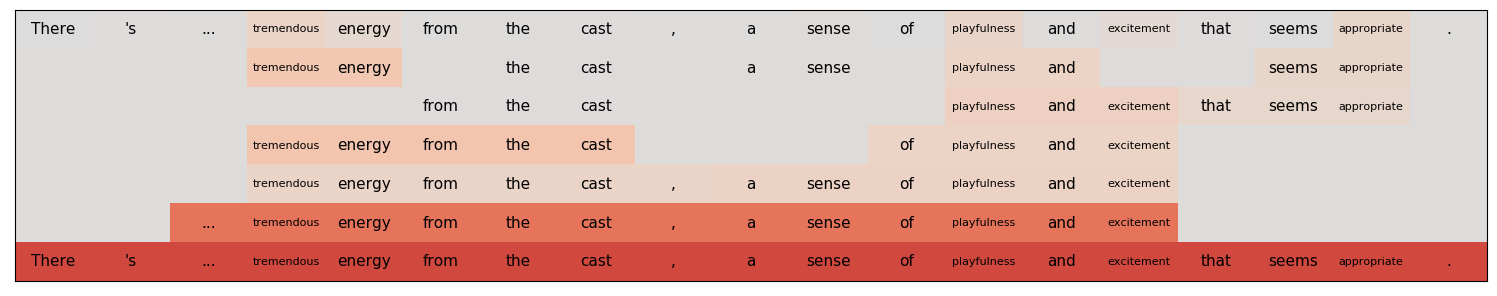 There 's ... tremendous energy from the cast , a sense of playfulness and excitement that seems appropriate .
tremendous energy the cast a sense playfulness and seems appropriate
from the cast playfulness and excitement that seems appropriate
tremendous energy from the cast of playfulness and excitement
tremendous energy from the cast , a sense of playfulness and excitement
... tremendous energy from the cast , a sense of playfulness and excitement
There 's ... tremendous energy from the cast , a sense of playfulness and excitement that seems appropriate .